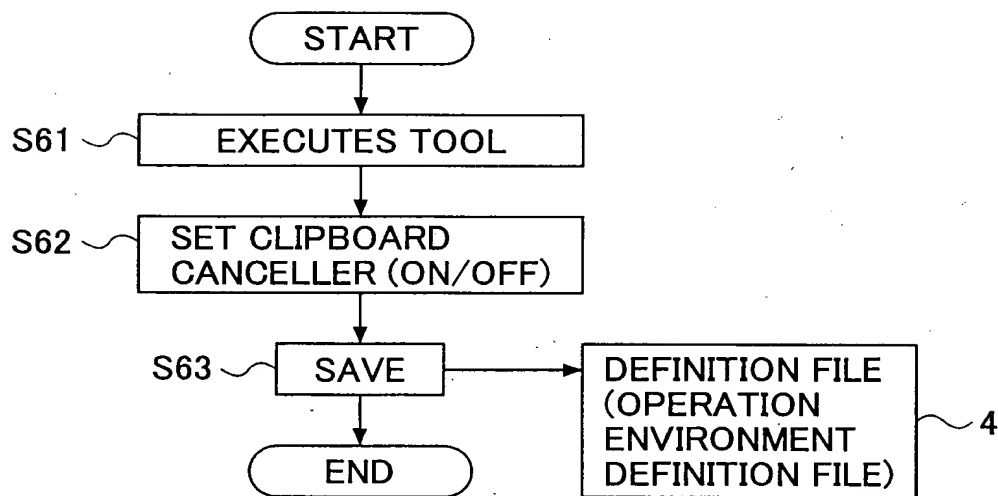 START
S61
EXECUTES TOOL
S62
SET CLIPBOARD
CANCELLER (ON/OFF)
S63
SAVE
DEFINITION FILE
(OPERATION
ENVIRONMENT
DEFINITION FILE)
4
END